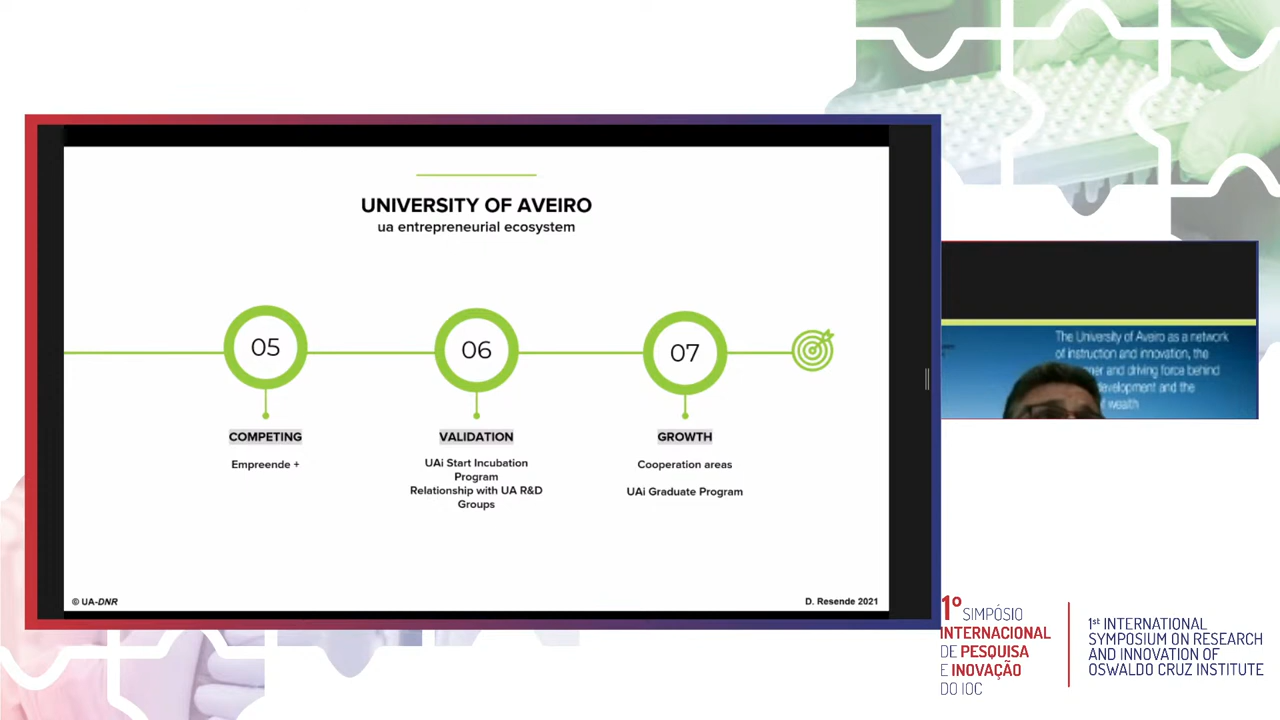 UNIVERSITY OF AVEIRO
ua entrepreneurial ecosystem
05
06
07
COMPETING
Empreende +
VALIDATION
UAi Start Incubation
Program
Relationship with UA R&D
Groups
GROWTH
Cooperation areas
UAi Graduate Program
© UA-DNR
D. Resende 2021
The University of Aveiro as a network
of instruction and innovation, the
and driving force behind
development and the
wealth
1º SIMPÓSIO
INTERNACIONAL
DE PESQUISA
E INOVAÇÃO
DO IOC
1st INTERNATIONAL
SYMPOSIUM ON RESEARCH
AND INNOVATION OF
OSWALDO CRUZ INSTITUTE